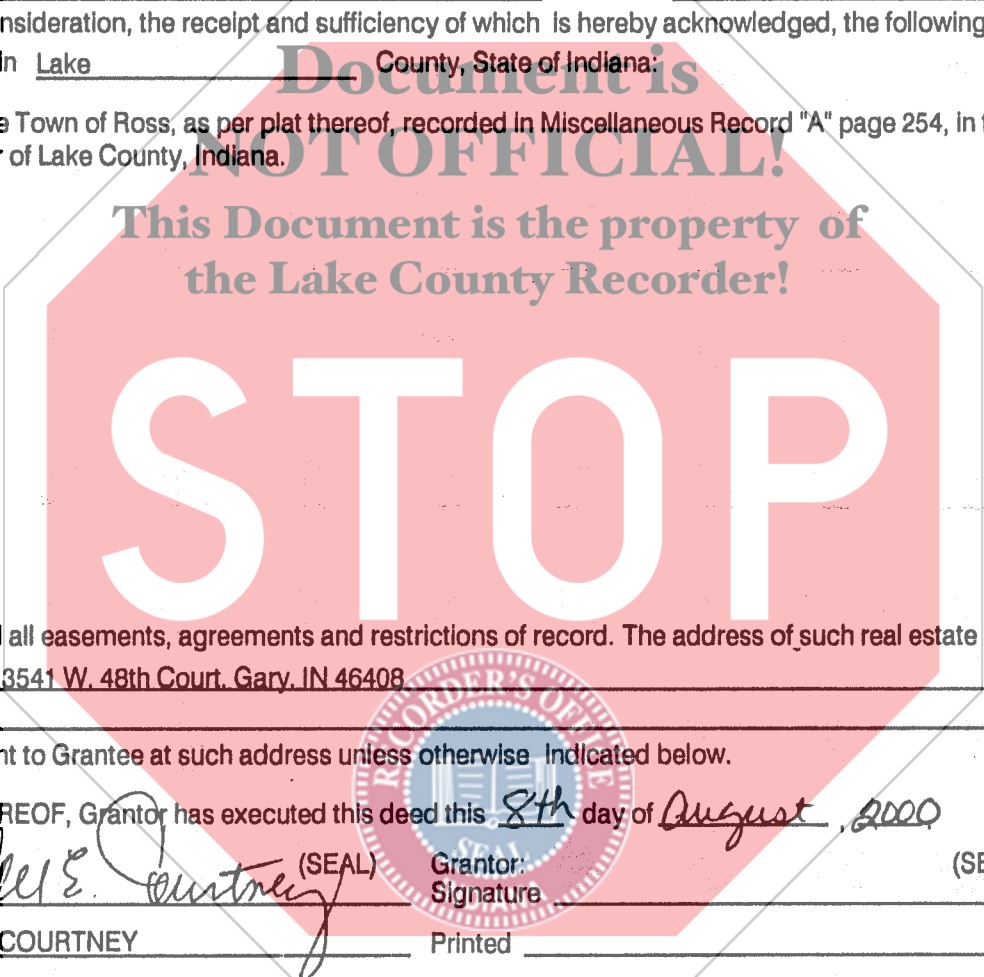 nsideration, the receipt and sufficiency of which is hereby acknowledged, the following
n Lake County, State of Indiana:
Document is
e Town of Ross, as per plat thereof, recorded in Miscellaneous Record "A" page 254, in t
r of Lake County, Indiana.
NOT OFFICIAL!
This Document is the property of
the Lake County Recorder!
STOP
all easements, agreements and restrictions of record. The address of such real estate
3541 W. 48th Court, Gary, IN 46408
RECORDER'S OFFICE
nt to Grantee at such address unless otherwise indicated below.
REOF, Grantor has executed this deed this 8th day of August, 2000
SEAL
(SEAL) Grantor: (SE
E. Courtney Signature
COURTNEY Printed